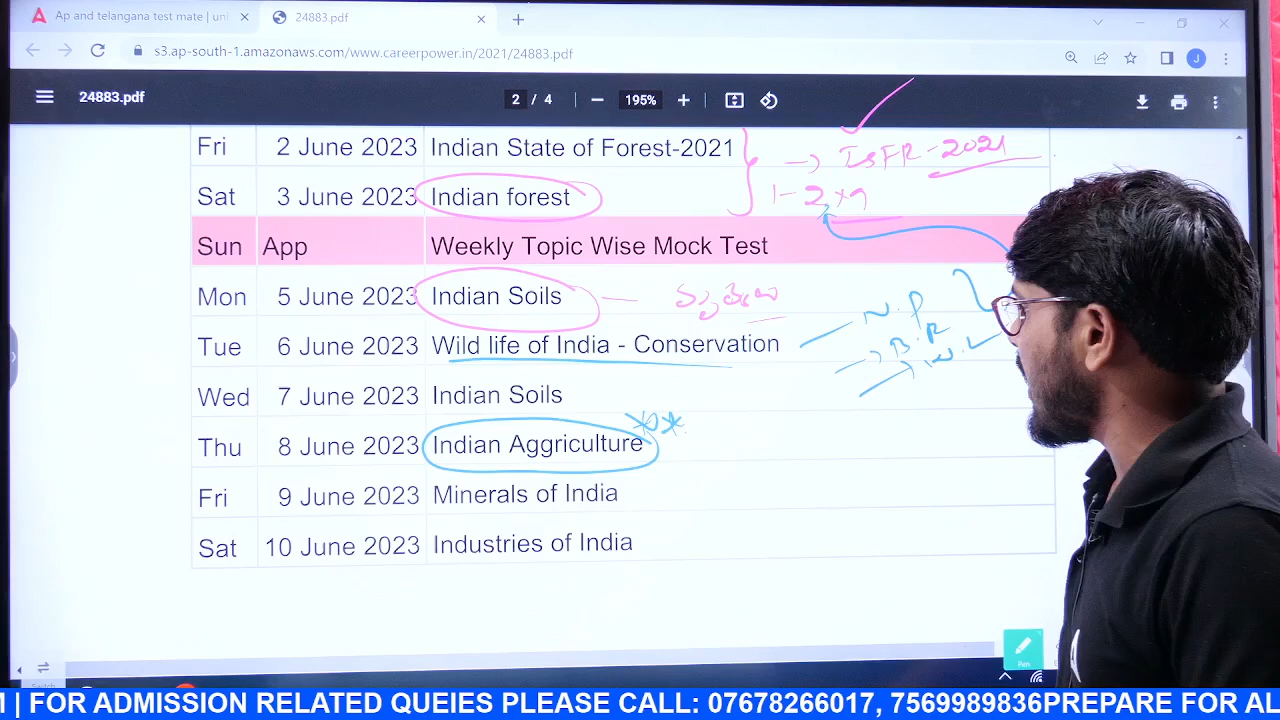 Ap and telangana test mate | uni
24883.pdf
s3.ap-south-1.amazonaws.com/www.careerpower.in/2021/24883.pdf
24883.pdf
2 / 4
195%
Fri 2 June 2023 Indian State of Forest-2021
→ ISFR - 2021
Sat 3 June 2023 Indian forest
1-2
Sun App Weekly Topic Wise Mock Test
Mon 5 June 2023 Indian Soils
N.P
Tue 6 June 2023 Wild life of India - Conservation
→ B.R
Wed 7 June 2023 Indian Soils
Thu 8 June 2023 Indian Aggriculture
Fri 9 June 2023 Minerals of India
Sat 10 June 2023 Industries of India
Pen
| FOR ADMISSION RELATED QUEIES PLEASE CALL: 07678266017, 7569989836PREPARE FOR AL